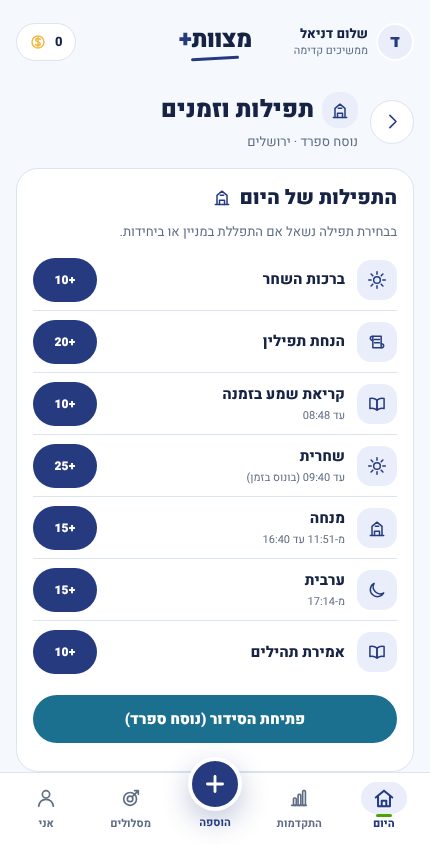 ד
שלום דניאל
ממשיכים קדימה
מצוות+
0
תפילות וזמנים
נוסח ספרד · ירושלים
התפילות של היום
בבחירת תפילה נשאל אם התפללת במניין או ביחידות.
ברכות השחר
+10
הנחת תפילין
+20
קריאת שמע בזמנה
עד 08:48
+10
שחרית
עד 09:40 (בונוס בזמן)
+25
מנחה
מ-11:51 עד 16:40
+15
ערבית
מ-17:14
+15
אמירת תהילים
+10
פתיחת הסידור (נוסח ספרד)
היום
התקדמות
הוספה
מסלולים
אני